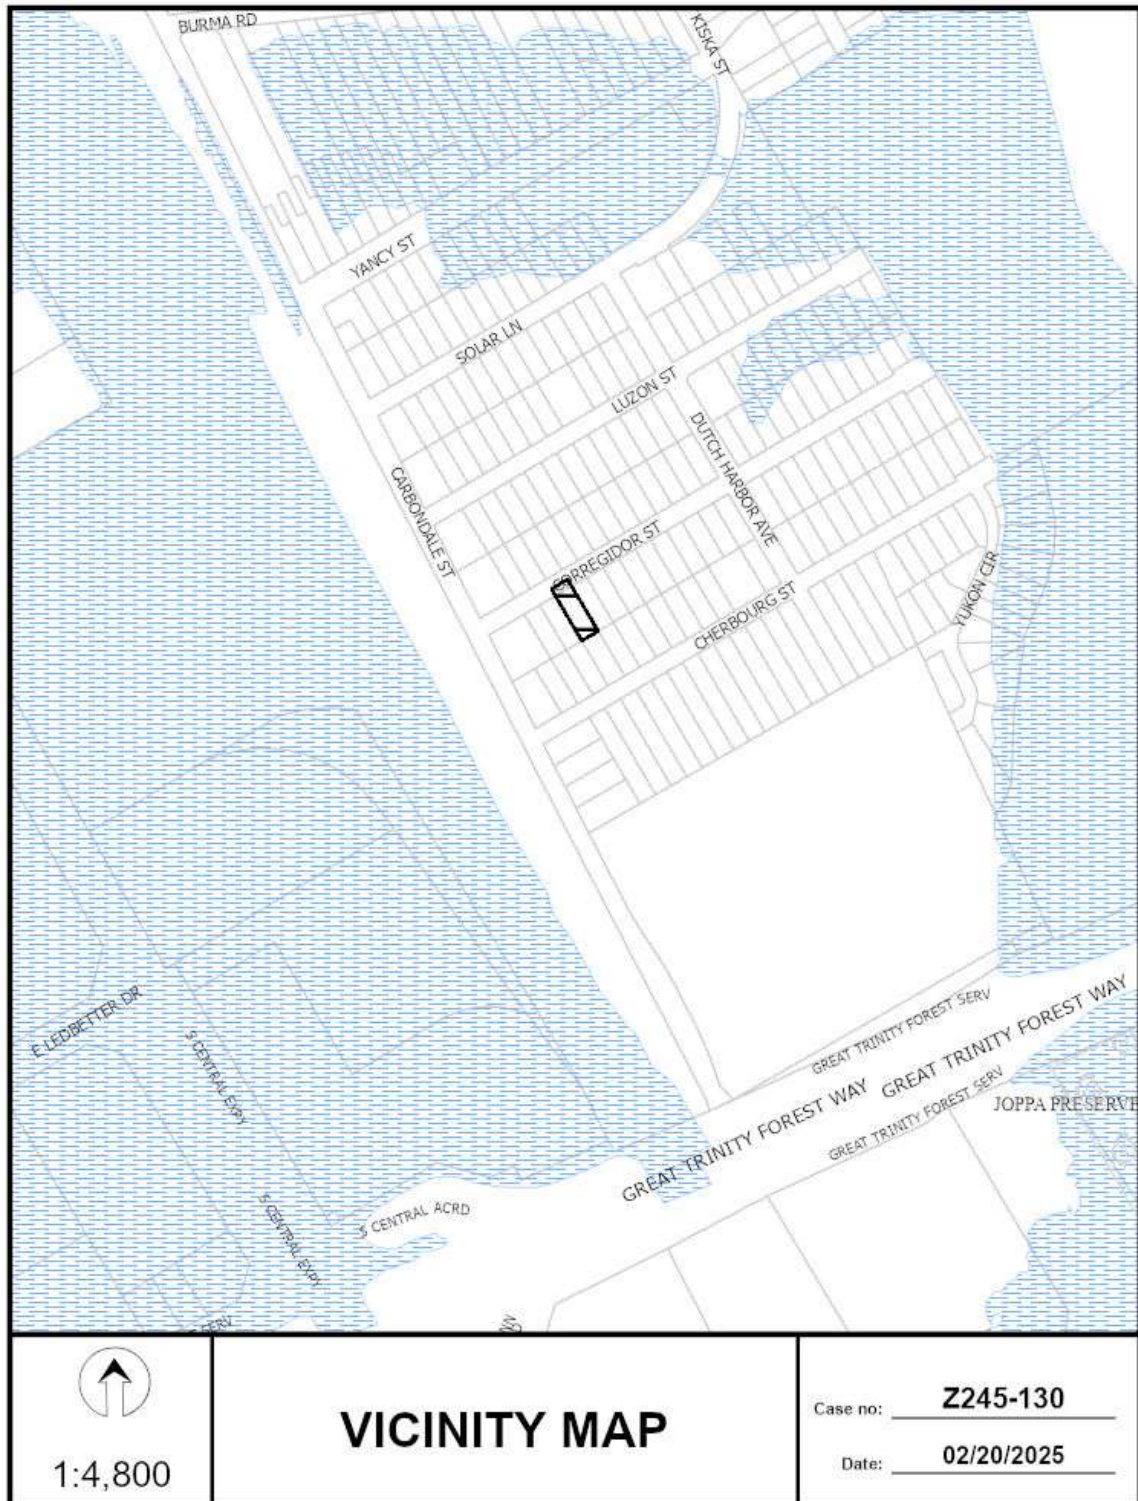 BURMA RD
KISKA ST
YANCY ST
SOLAR LN
LUZON ST
DUTCH HARBOR AVE
CARBONDALE ST
CORREGIDOR ST
YUKON CIR
CHERBOURG ST
E LEDBETTER DR
S CENTRAL EXPY
GREAT TRINITY FOREST SERV
GREAT TRINITY FOREST WAY
GREAT TRINITY FOREST WAY
GREAT TRINITY FOREST SERV
JOPPA PRESERVE
S CENTRAL EXPY
S CENTRAL ACRD
SERV
1:4,800
VICINITY MAP
Case no: Z245-130
Date: 02/20/2025